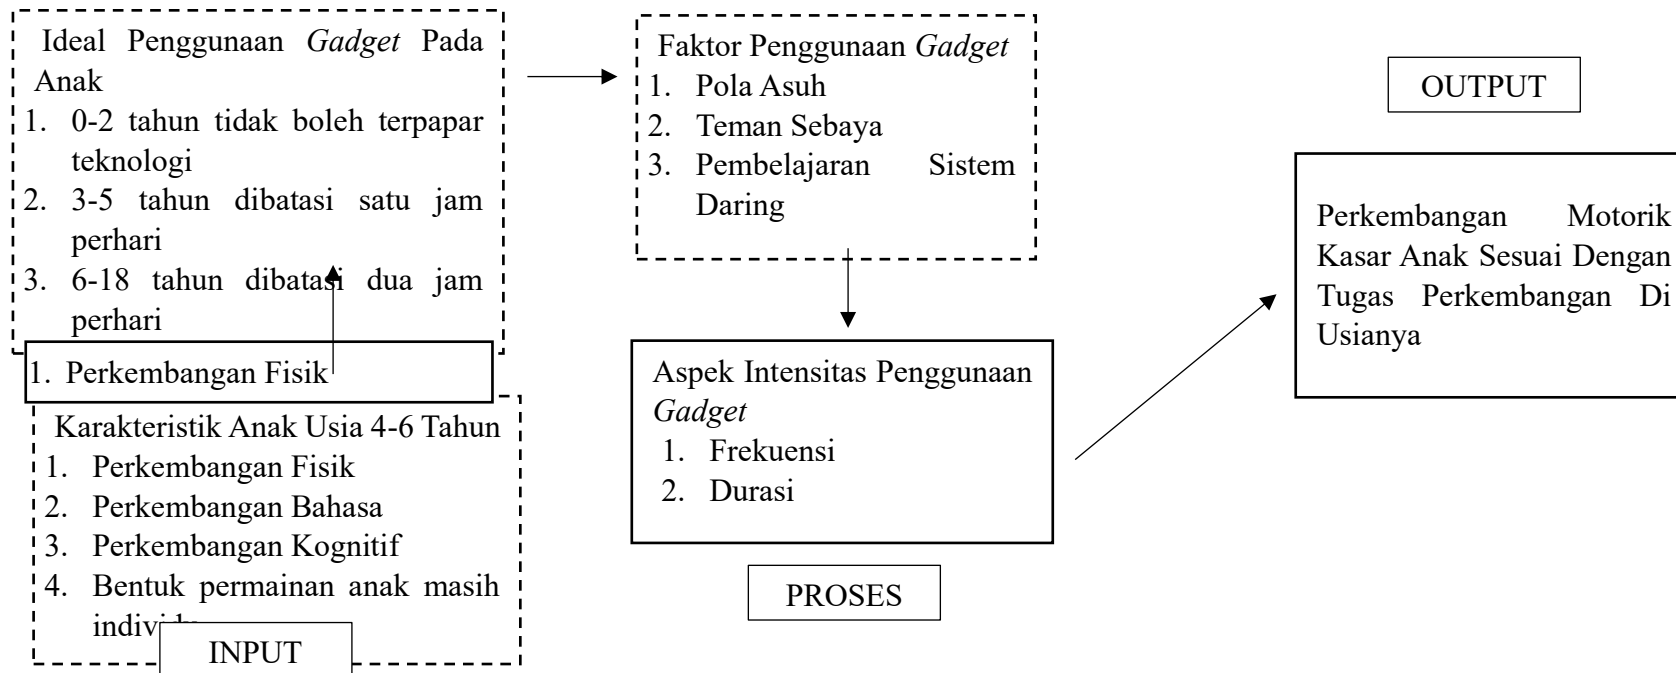 Ideal Penggunaan Gadget Pada
Anak
1. 0-2 tahun tidak boleh terpapar
teknologi
2. 3-5 tahun dibatasi satu jam
perhari
3. 6-18 tahun dibatasi dua jam
perhari
1. Perkembangan Fisik
Karakteristik Anak Usia 4-6 Tahun
1. Perkembangan Fisik
2. Perkembangan Bahasa
3. Perkembangan Kognitif
4. Bentuk permainan anak masih
INPUT
Faktor Penggunaan Gadget
1. Pola Asuh
2. Teman Sebaya
3. Pembelajaran Sistem
Daring
Aspek Intensitas Penggunaan
Gadget
1. Frekuensi
2. Durasi
PROSES
OUTPUT
Perkembangan Motorik
Kasar Anak Sesuai Dengan
Tugas Perkembangan Di
Usianya